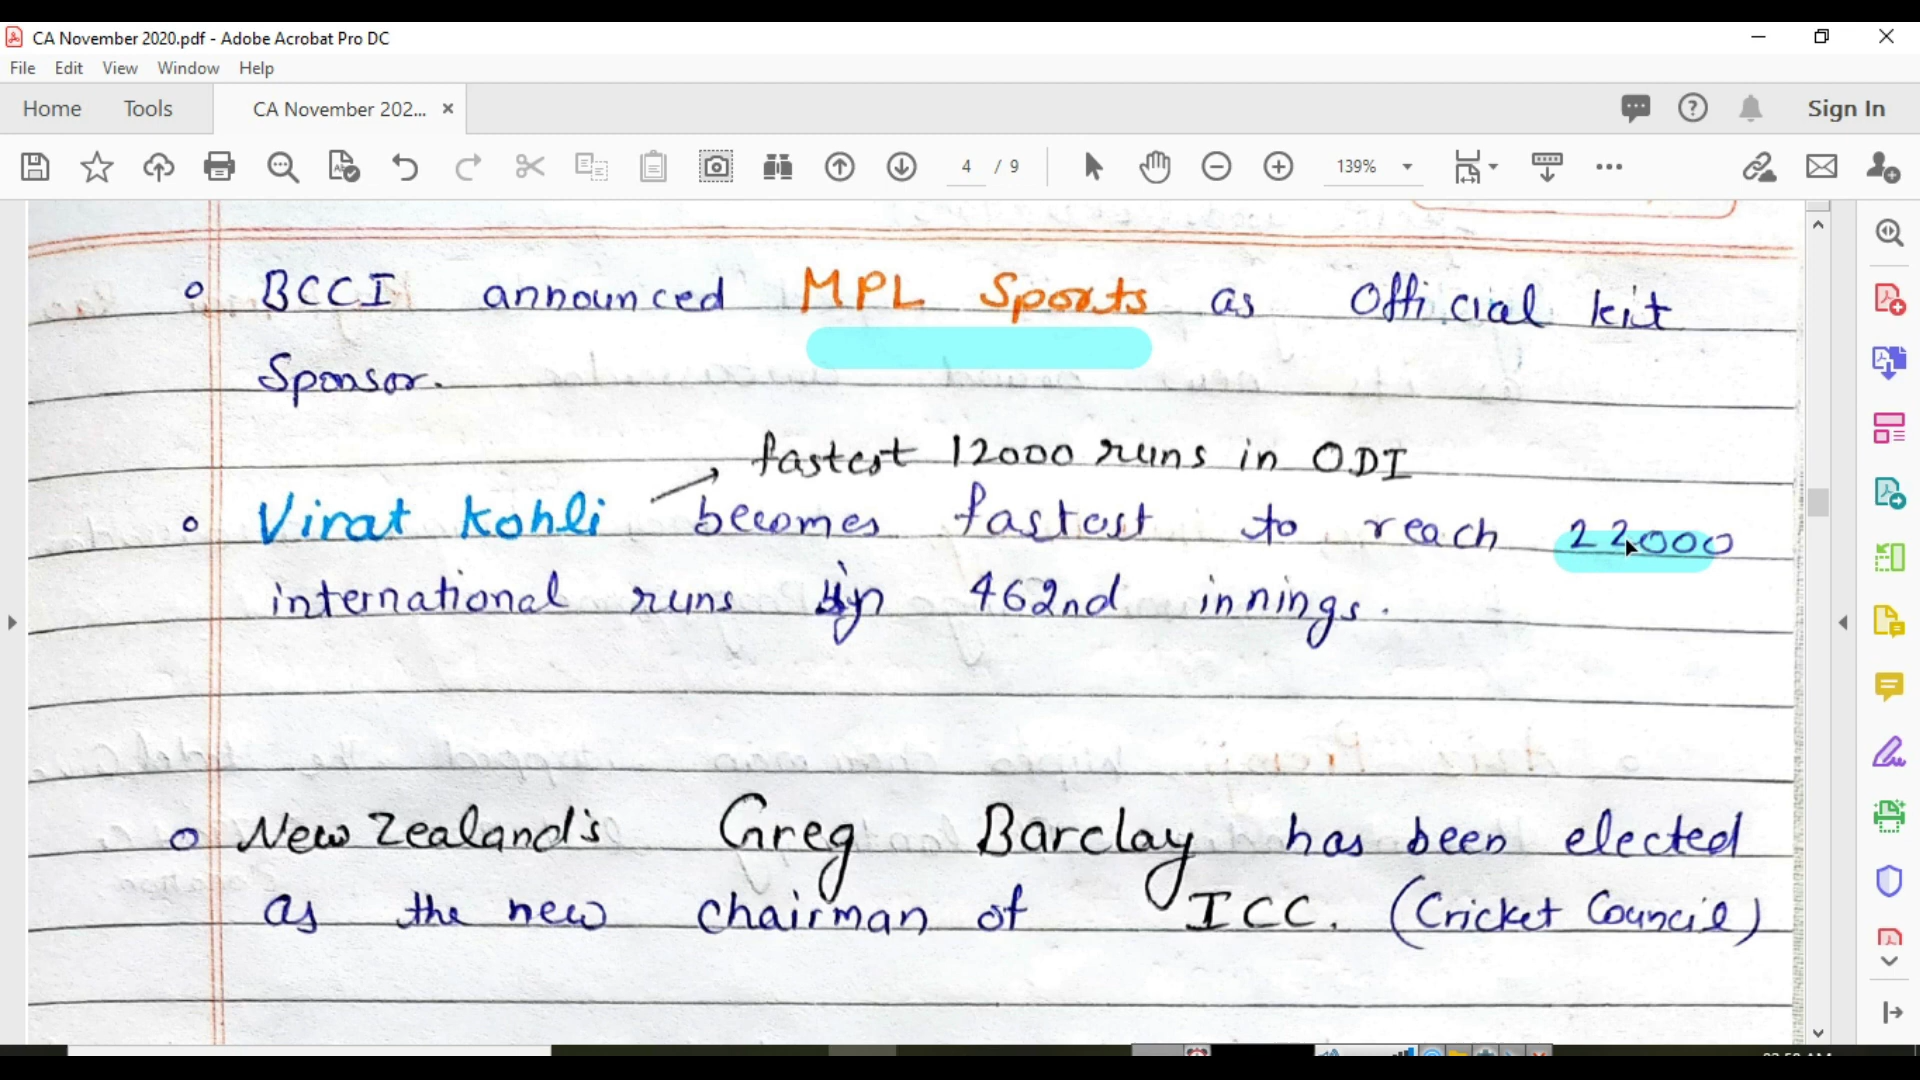 CA November 2020.pdf - Adobe Acrobat Pro DC
File Edit View Window Help
Home Tools CA November 202... × Sign In
4 / 9 139%
BCCI announced MPL Sports as Official kit
Sponsor.
fastest 12000 runs in ODI
Virat Kohli becomes fastest to reach 22000
international runs in 462nd innings.
New Zealand's Greg Barclay has been elected
as the new chairman of ICC. (Cricket Council)